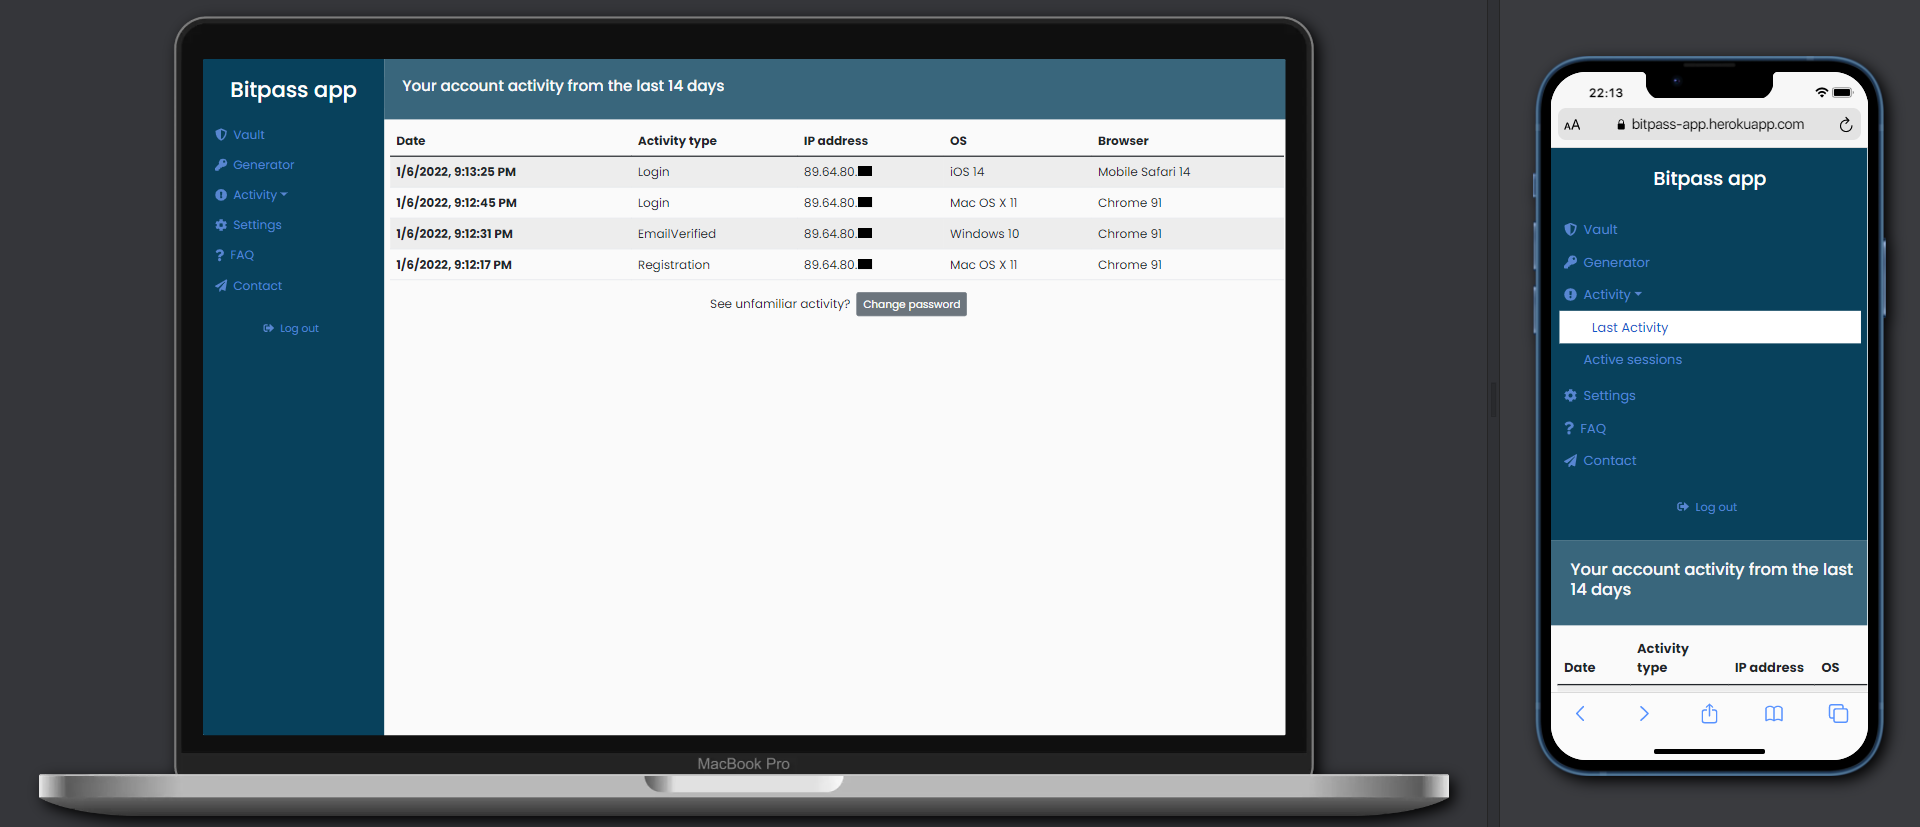 Bitpass app
Vault
Generator
Activity
Settings
FAQ
Contact
Log out
Your account activity from the last 14 days
Date Activity type IP address OS Browser
1/6/2022, 9:13:25 PM Login 89.64.80. iOS 14 Mobile Safari 14
1/6/2022, 9:12:45 PM Login 89.64.80. Mac OS X 11 Chrome 91
1/6/2022, 9:12:31 PM EmailVerified 89.64.80. Windows 10 Chrome 91
1/6/2022, 9:12:17 PM Registration 89.64.80. Mac OS X 11 Chrome 91
See unfamiliar activity? Change password
MacBook Pro
22:13
AA bitpass-app.herokuapp.com
Bitpass app
Vault
Generator
Activity
Last Activity
Active sessions
Settings
FAQ
Contact
Log out
Your account activity from the last
14 days
Date Activity type IP address OS